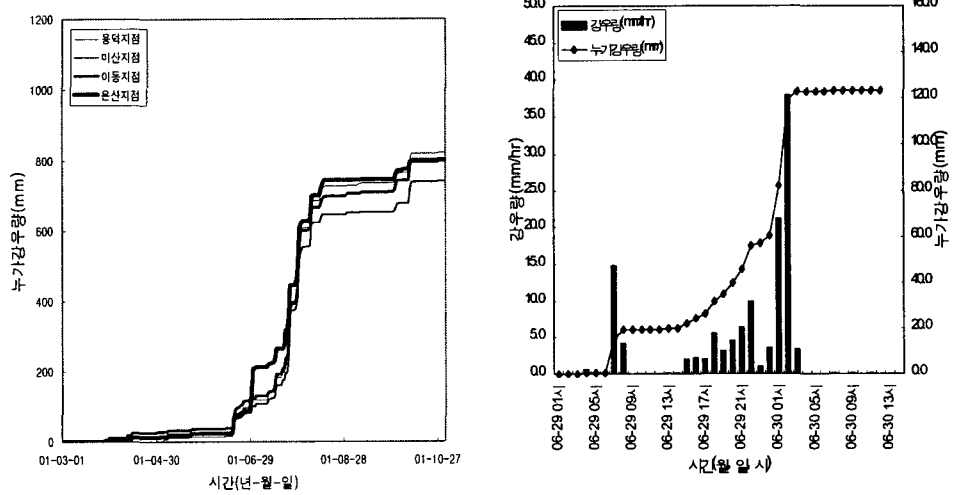 1200
1000
800
600
400
200
0
누가강우량(mm)
용덕지점
미산지점
이동지점
은산지점
01-03-01
01-04-30
01-06-29
01-08-28
01-10-27
시간(년-월-일)
50.0
45.0
40.0
35.0
30.0
25.0
20.0
15.0
10.0
5.0
0.0
강우량(mm/hr)
강우량(mm/hr)
누가강우량(mm)
160.0
140.0
120.0
100.0
80.0
60.0
40.0
20.0
0.0
누가강우량(mm)
06-29 01시
06-29 05시
06-29 09시
06-29 13시
06-29 17시
06-29 21시
06-30 01시
06-30 05시
06-30 09시
06-30 13시
시간(월 일 시)